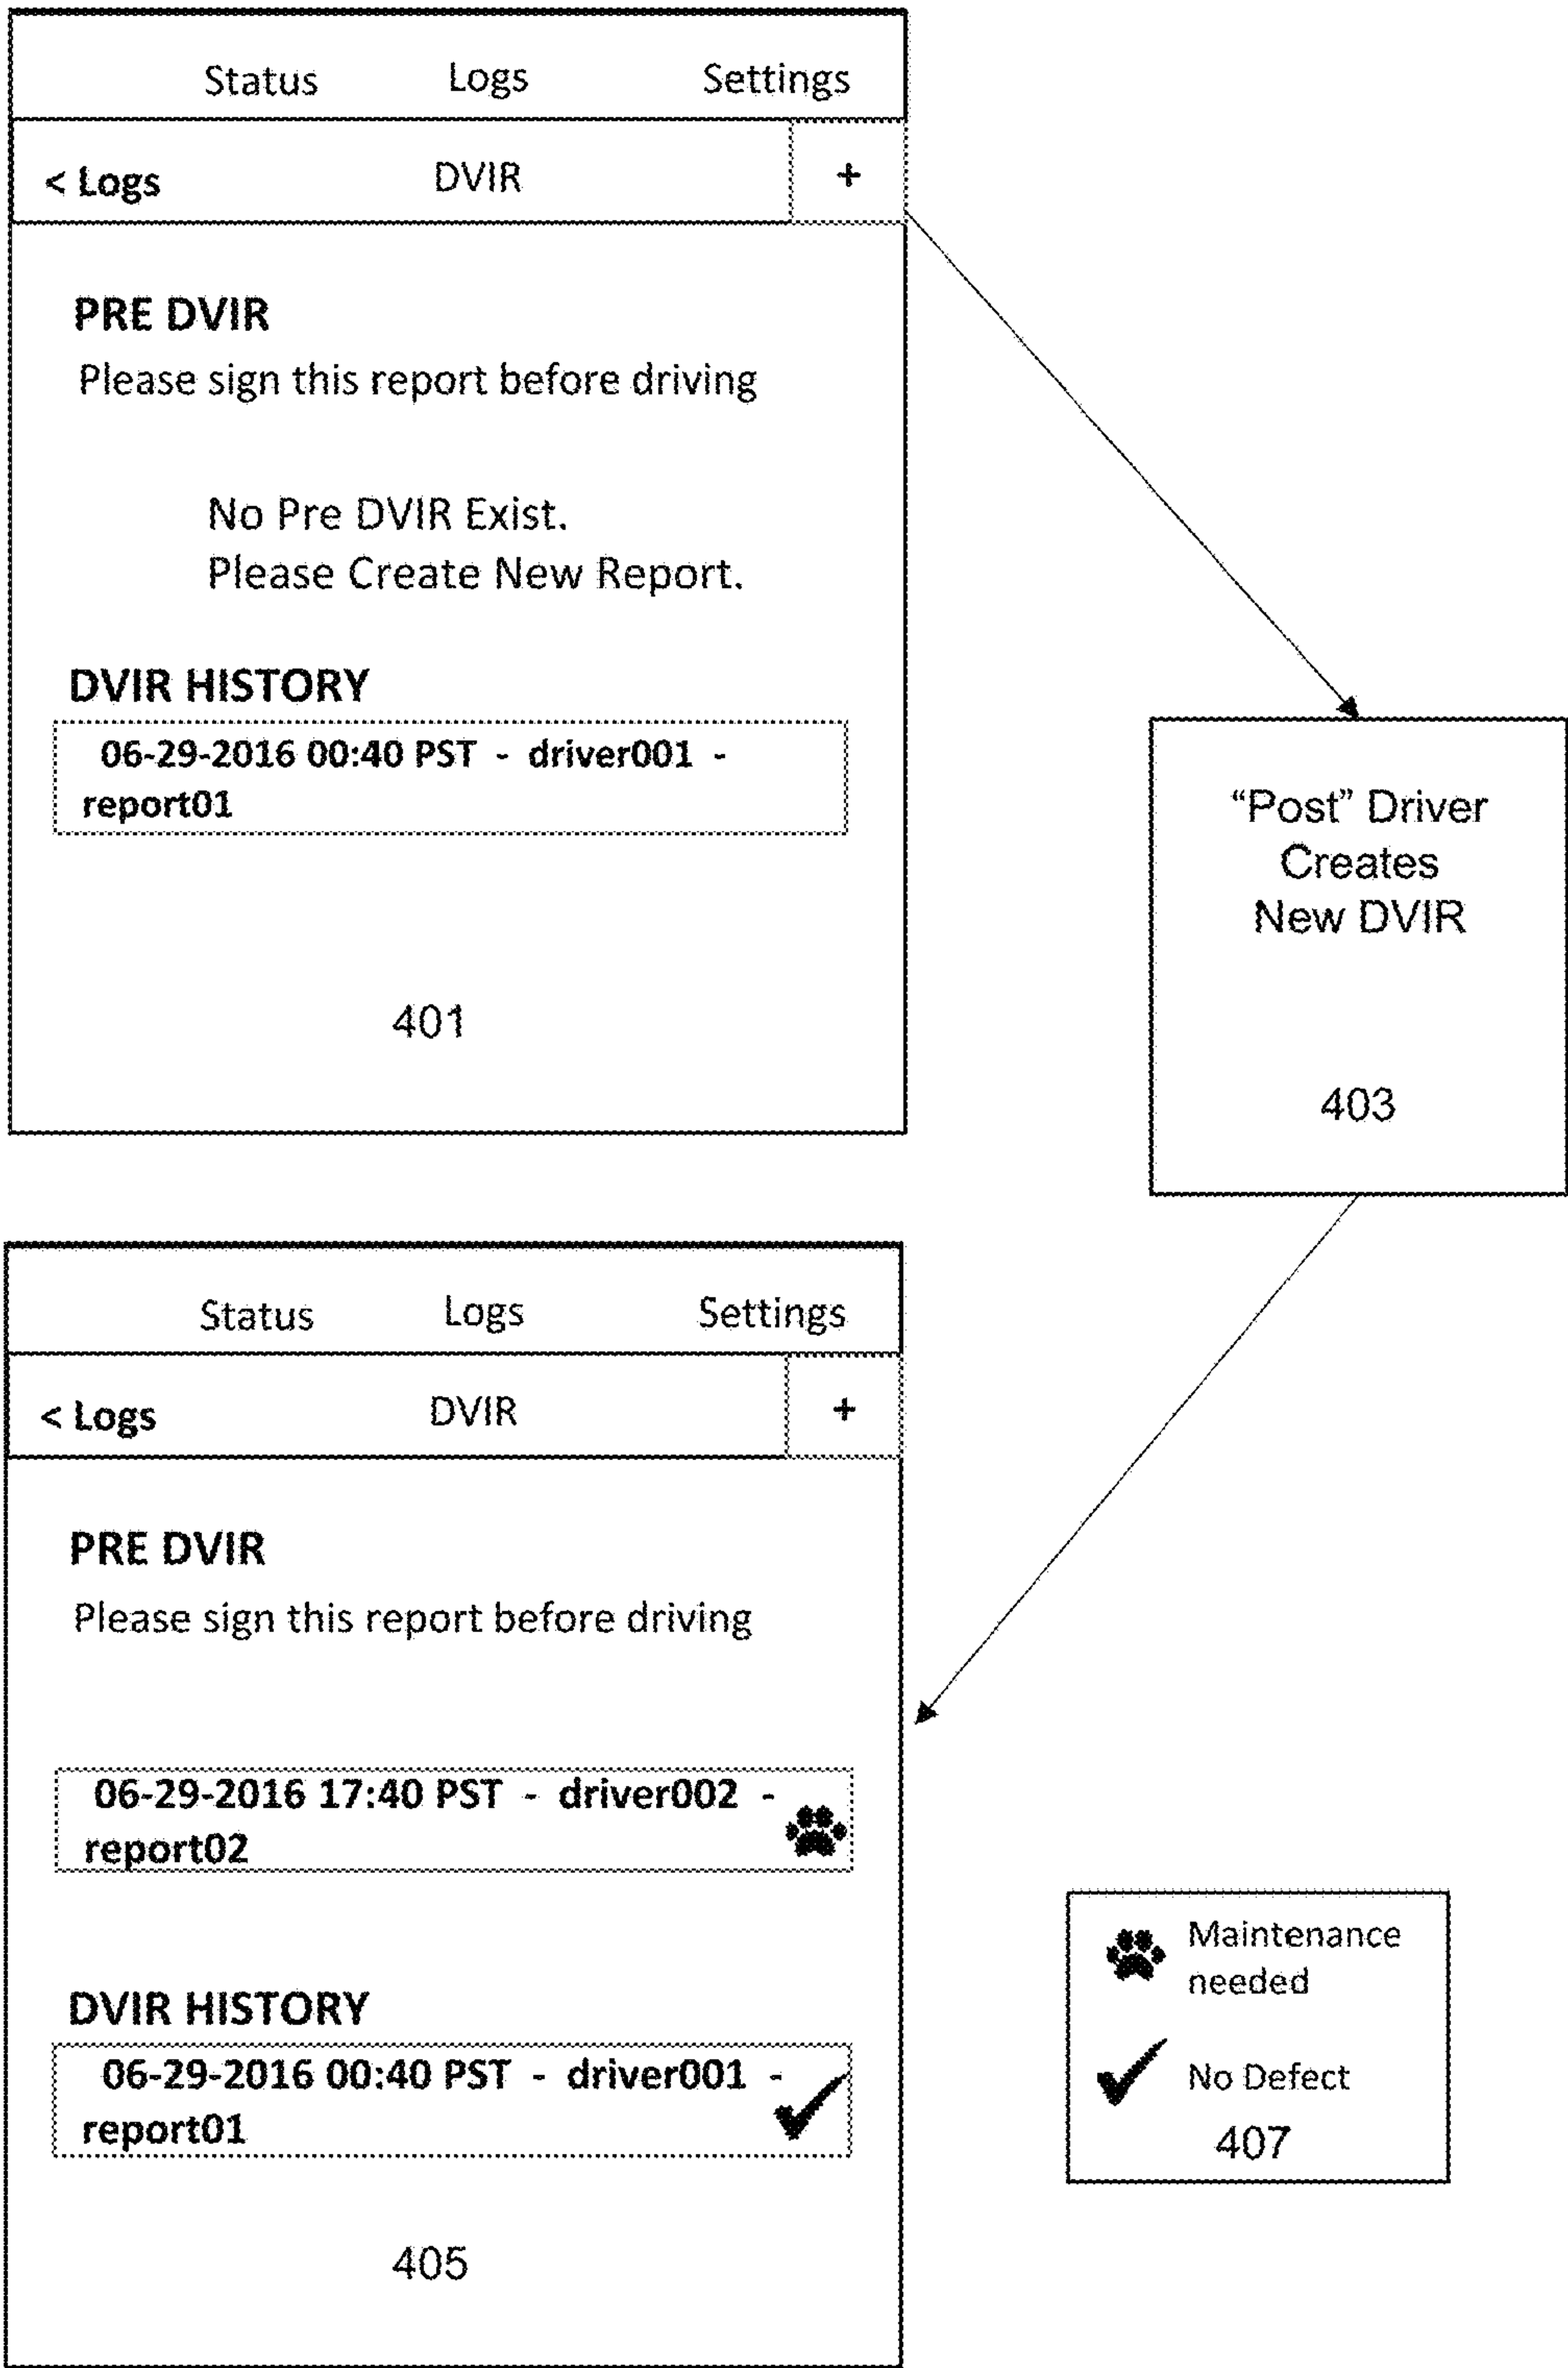 Status Logs Settings
< Logs DVIR +
PRE DVIR
Please sign this report before driving
No Pre DVIR Exist.
Please Create New Report.
DVIR HISTORY
06-29-2016 00:40 PST - driver001 -
report01
401
“Post” Driver
Creates
New DVIR
403
Status Logs Settings
< Logs DVIR +
PRE DVIR
Please sign this report before driving
06-29-2016 17:40 PST - driver002 -
report02
DVIR HISTORY
06-29-2016 00:40 PST - driver001 -
report01
405
Maintenance
needed
No Defect
407